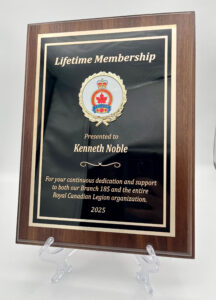 Lifetime Membership
Presented to
Kenneth Noble
For your continuous dedication and support
to both our Branch 185 and the entire
Royal Canadian Legion organization.
2025